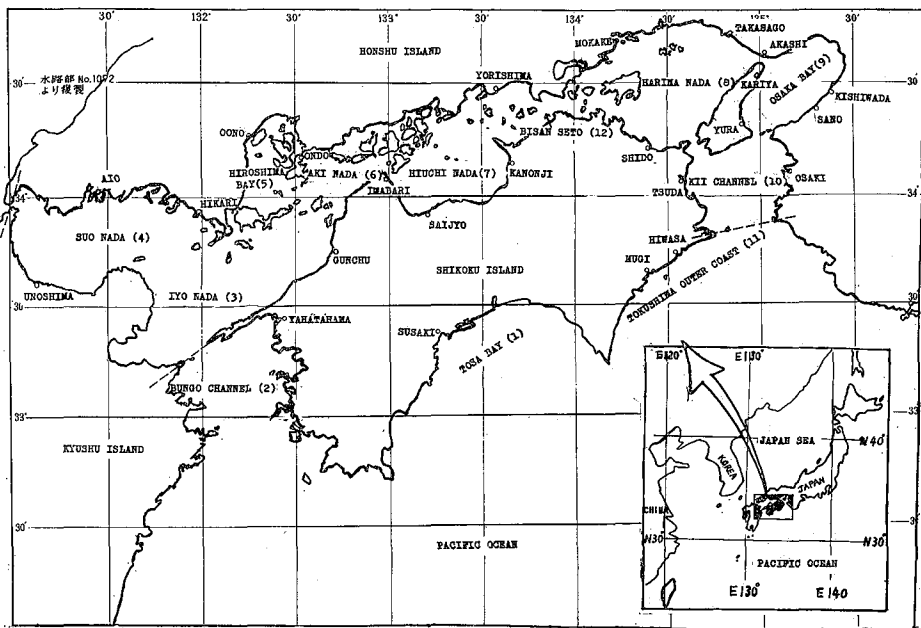 30' 132° 30' 133° 30' 134° 30' 135° 30'
TAKASAGO
MOKAKE
AKASHI
HONSHU ISLAND
水路部 No.1092
より複製
30'
YORISHIMA
HARIMA NADA (8)
KARIYA
OSAKA BAY(9)
30'
KISHIWADA
SANO
OONO
BISAN SETO (12)
YURA
ONDO
SHIDO
HIROSHIMA
BAY(5)
AKI NADA (6)
HIUCHI NADA(7)
KANONJI
OSAKI
AIO
IMABARI
KII CHANNEL (10)
34°
HIKARI
TSUDA
34°
SAIJYO
SUO NADA (4)
HIWASA
GUNCHU
MUGI
SHIKOKU ISLAND
TOKUSHIMA OUTER COAST (11)
UNOSHIMA
IYO NADA (3)
30'
30'
YAHATAHAMA
SUSAKI
TOSA BAY (1)
BUNGO CHANNEL (2)
33°
KYUSHU ISLAND
30'
PACIFIC OCEAN
E120° E130°
JAPAN SEA
N40°
KOREA
JAPAN
CHINA
N30°
N30°
PACIFIC OCEAN
E130° E140